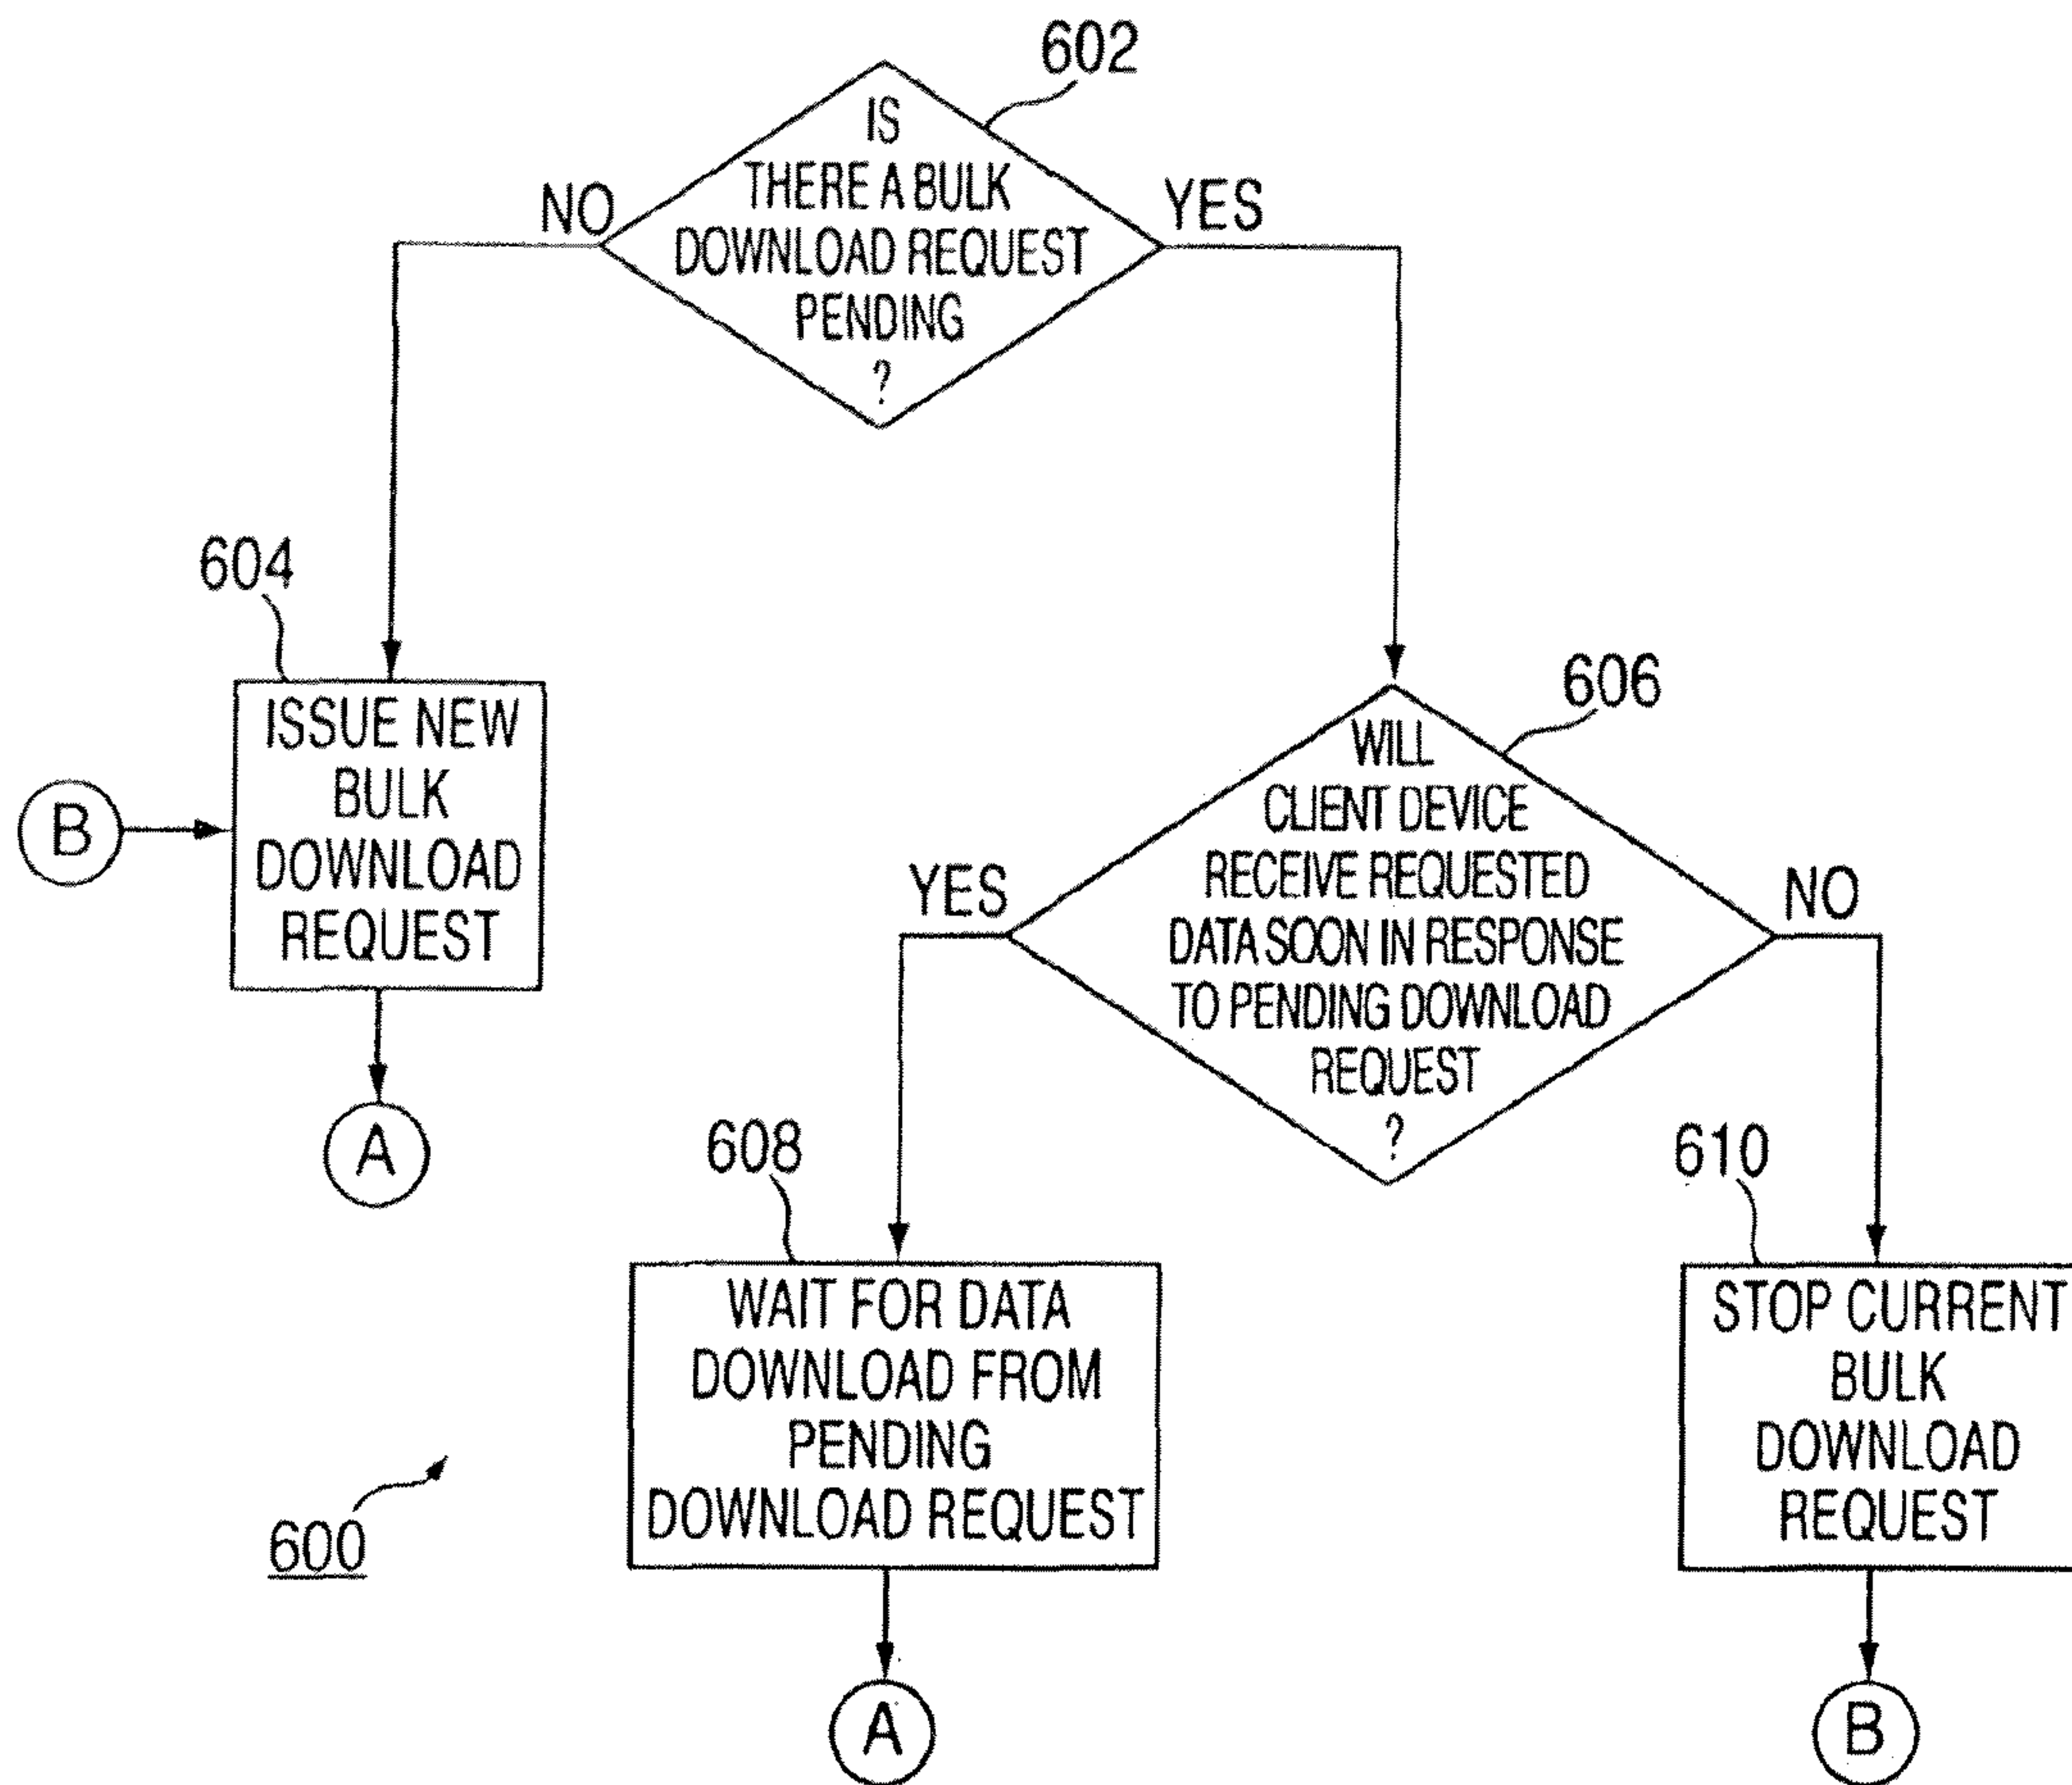 602
IS
THERE A BULK
DOWNLOAD REQUEST
PENDING
?
NO
YES
604
ISSUE NEW
BULK
DOWNLOAD
REQUEST
B
A
606
WILL
CLIENT DEVICE
RECEIVE REQUESTED
DATA SOON IN RESPONSE
TO PENDING DOWNLOAD
REQUEST
?
YES
NO
608
WAIT FOR DATA
DOWNLOAD FROM
PENDING
DOWNLOAD REQUEST
A
610
STOP CURRENT
BULK
DOWNLOAD
REQUEST
B
600